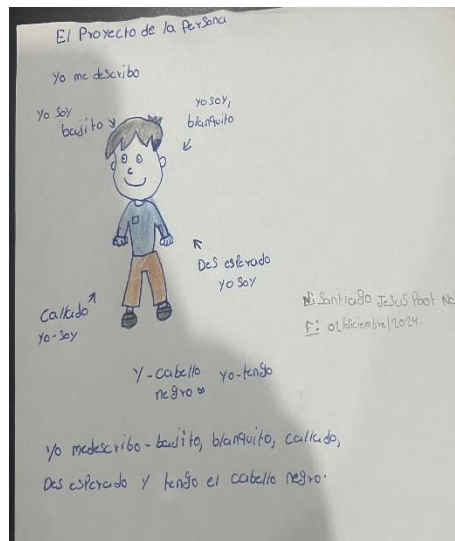 El Proyecto de la Persona
yo me describo
yo soy
bajito
yo soy,
blanquito
Des esperado
yo soy
callado
yo-soy
N: Santiago Jesus Poot No
F: 02/diciembre/2024.
Y-cabello yo-tengo
negro
yo medescribo-bajito, blanquito, callado,
Des esperado y tengo el cabello negro.